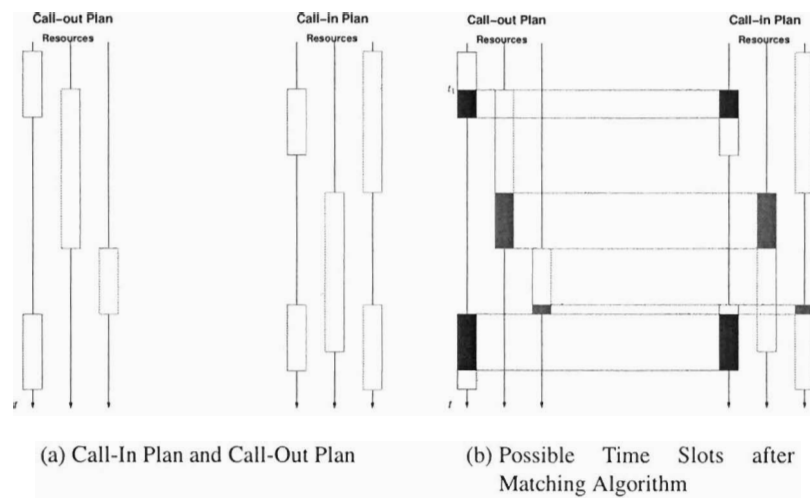 Call-out Plan
Resources
Call-In Plan
Resources
Call-out Plan
Resources
Call-in Plan
Resources
t₁
t
(a) Call-In Plan and Call-Out Plan
(b) Possible Time Slots after
Matching Algorithm